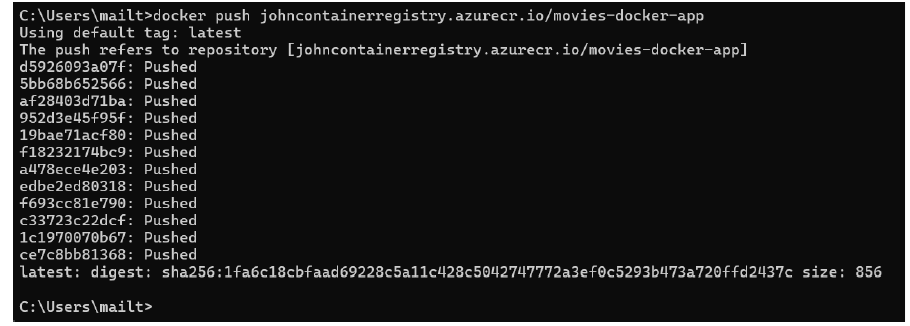 C:\Users\mailt>docker push johncontainerregistry.azurecr.io/movies-docker-app
Using default tag: latest
The push refers to repository [johncontainerregistry.azurecr.io/movies-docker-app]
d5926093a07f: Pushed
5bb68b652566: Pushed
af28403d71ba: Pushed
952d3e45f95f: Pushed
19bae71acf80: Pushed
f18232174bc9: Pushed
a478ece4e203: Pushed
edbe2ed80318: Pushed
f693cc81e790: Pushed
c33723c22dcf: Pushed
1c1970070b67: Pushed
ce7c8bb81368: Pushed
latest: digest: sha256:1fa6c18cbfaad69228c5a11c428c5042747772a3ef0c5293b473a720ffd2437c size: 856
C:\Users\mailt>